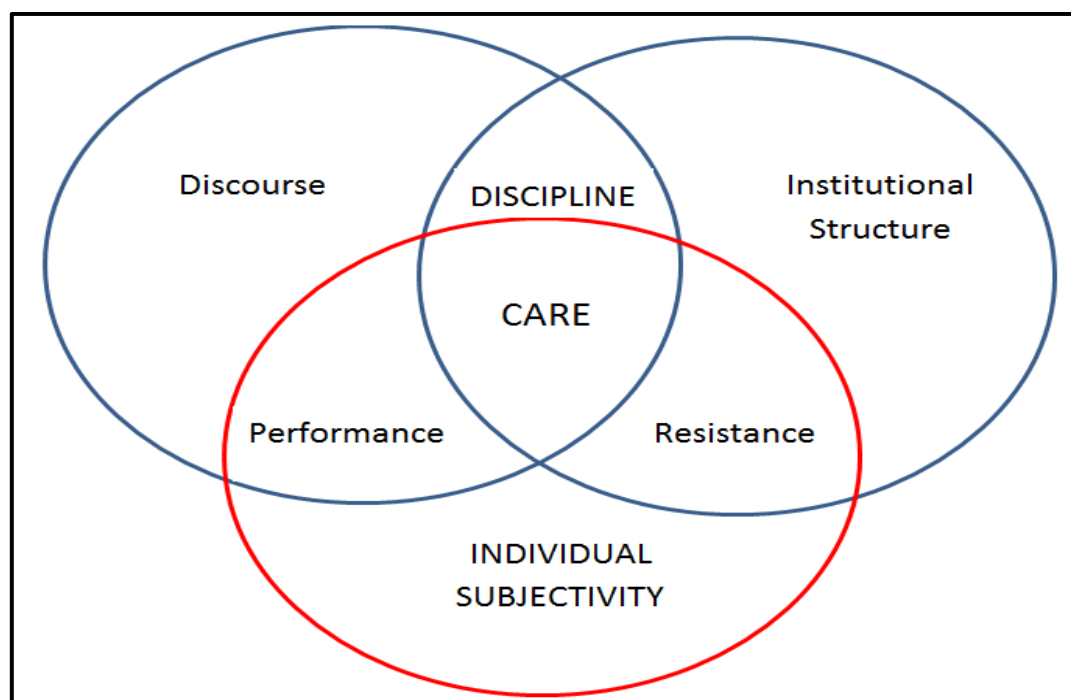 Discourse
DISCIPLINE
Institutional
Structure
CARE
Performance
Resistance
INDIVIDUAL
SUBJECTIVITY